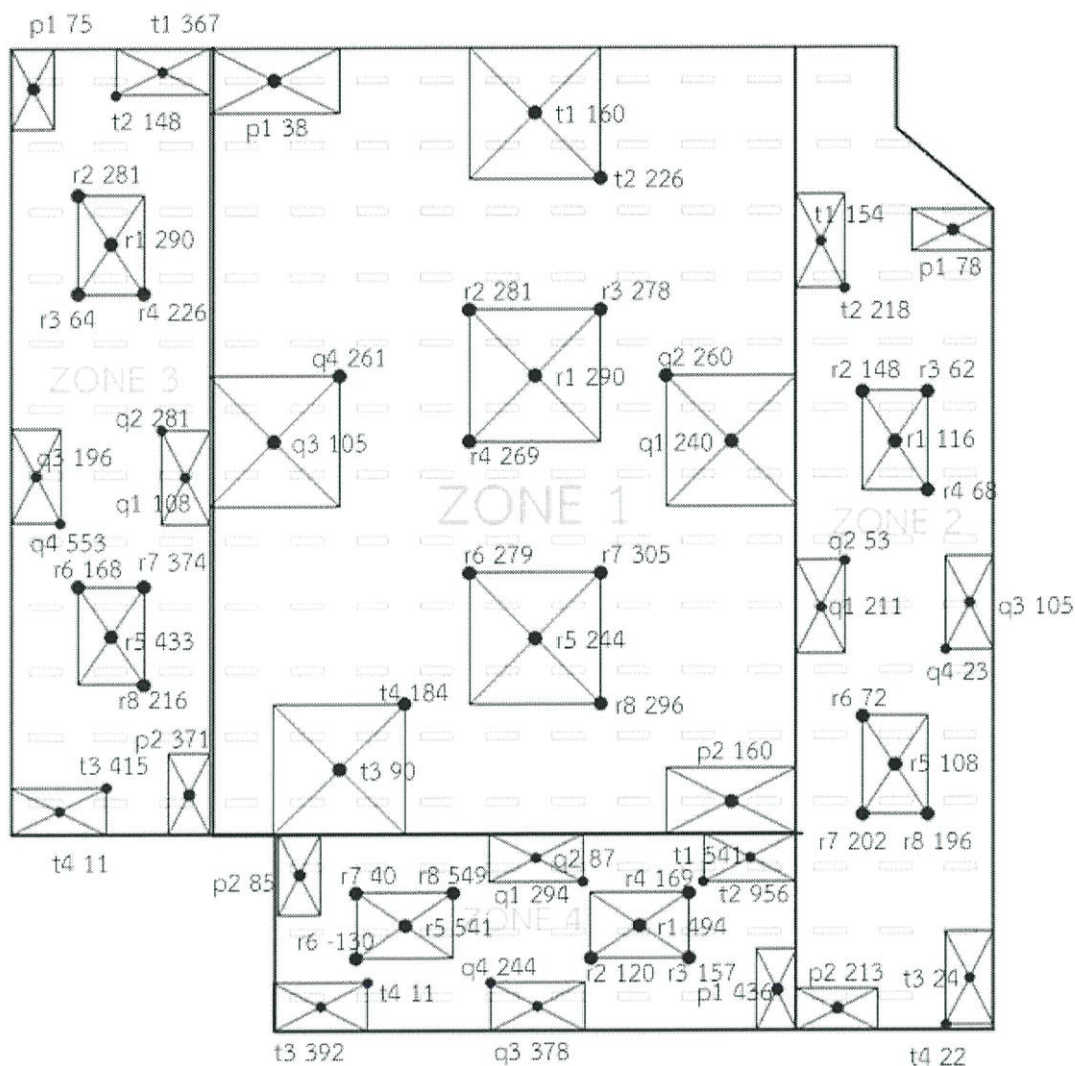 p1 75
t1 367
t2 148
p1 38
t1 160
t2 226
r2 281
r1 290
r3 64
r4 226
t1 154
p1 78
t2 218
ZONE 3
r2 281
r3 278
r1 290
r4 269
q4 261
q3 105
q2 260
q1 240
r2 148
r3 62
r1 116
r4 68
q2 281
q3 196
q1 108
q4 553
ZONE 1
ZONE 2
r6 168
r7 374
r5 433
r8 216
r6 279
r7 305
r5 244
r8 296
q2 53
q1 211
q3 105
q4 23
t4 184
t3 90
p2 160
p2 371
t3 415
t4 11
r6 72
r5 108
r7 202
r8 196
p2 85
r7 40
r8 549
q2 87
q1 294
r4 169
t1 541
t2 956
r6 -130
r5 541
ZONE 4
r1 494
r2 120
r3 157
q4 244
t4 11
p1 436
p2 213
t3 24
t3 392
q3 378
t4 22